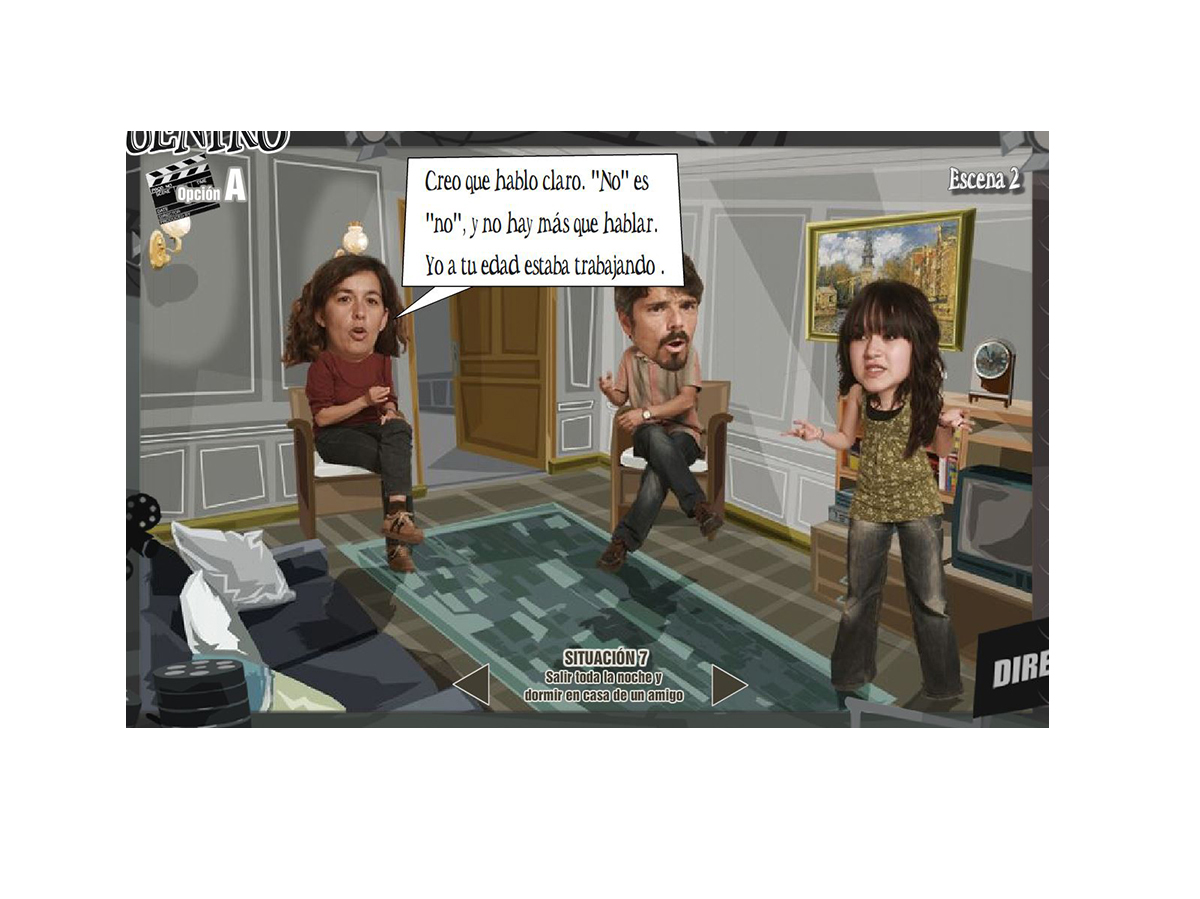 Opción A
Escena 2
Creo que hablo claro. "No" es
"no", y no hay más que hablar.
Yo a tu edad estaba trabajando .
SITUACIÓN 7
Salir toda la noche y
dormir en casa de un amigo
DIRE